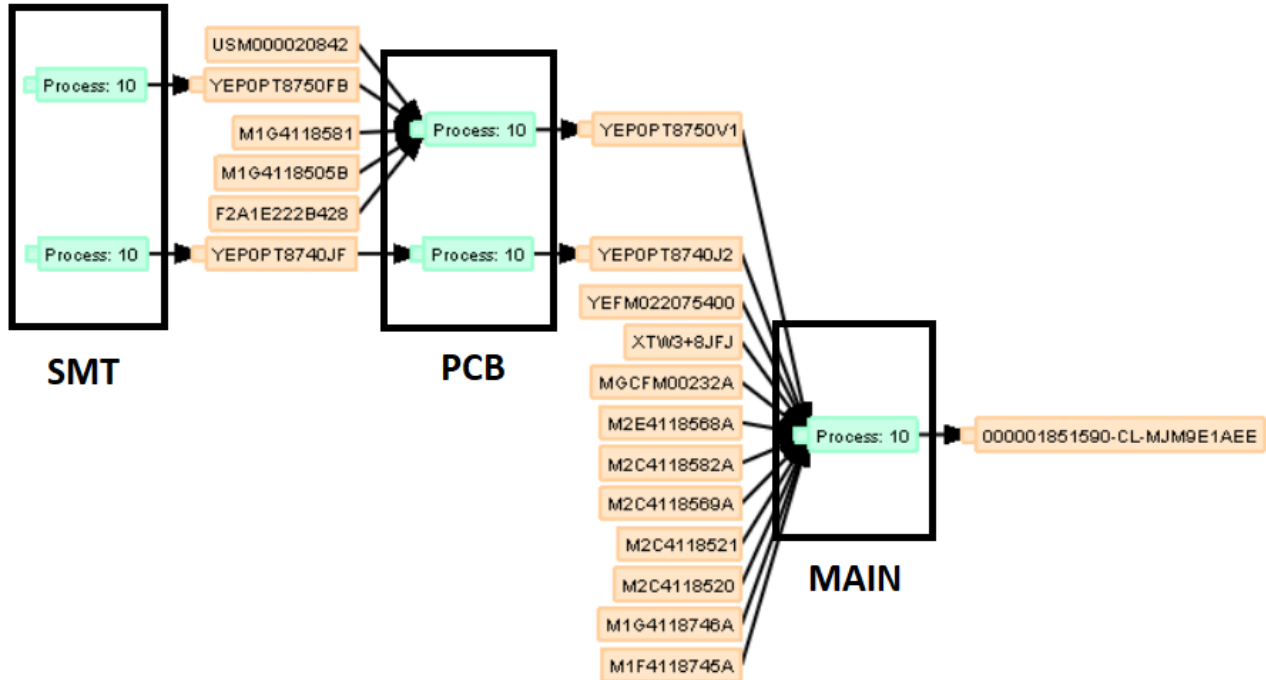 USM000020842
Process: 10
YEP0PT8750FB
M1G4118581
M1G4118505B
F2A1E222B428
Process: 10
YEP0PT8740JF
SMT
Process: 10
YEP0PT8750V1
Process: 10
YEP0PT8740J2
PCB
YEFM022075400
XTW3+8JFJ
MGCFM00232A
M2E4118568A
M2C4118582A
M2C4118569A
M2C4118521
M2C4118520
M1G4118746A
M1F4118745A
Process: 10
MAIN
000001851590-CL-MJM9E1AEE